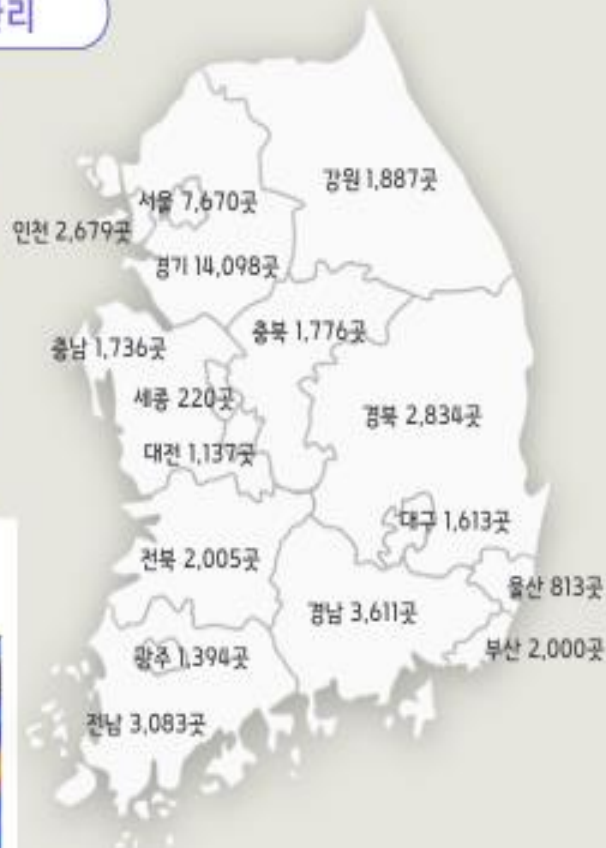 리
강원 1,887곳
서울 7,670곳
인천 2,679곳
경기 14,098곳
충북 1,776곳
충남 1,736곳
세종 220곳
경북 2,834곳
대전 1,137곳
대구 1,613곳
전북 2,005곳
울산 813곳
경남 3,611곳
부산 2,000곳
광주 1,394곳
전남 3,083곳